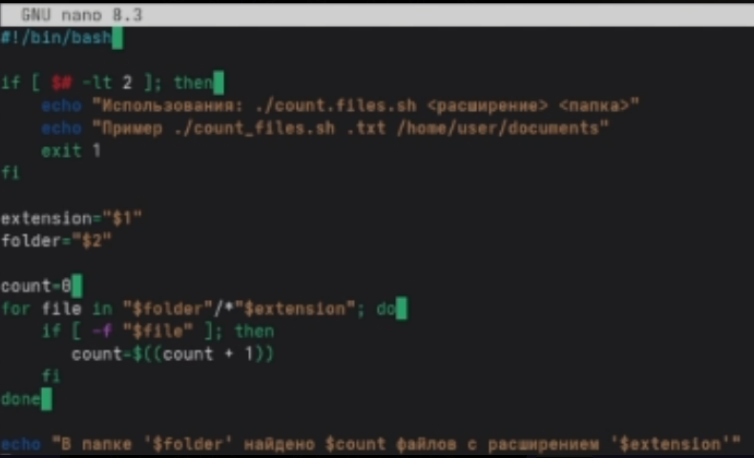 GNU nano 8.3
#!/bin/bash
if [ $# -lt 2 ]; then
echo "Использования: ./count.files.sh <расширение> <папка>"
echo "Пример ./count_files.sh .txt /home/user/documents"
exit 1
fi
extension="$1"
folder="$2"
count=0
for file in "$folder"/*"$extension"; do
if [ -f "$file" ]; then
count=$((count + 1))
fi
done
echo "В папке '$folder' найдено $count файлов с расширением '$extension'"